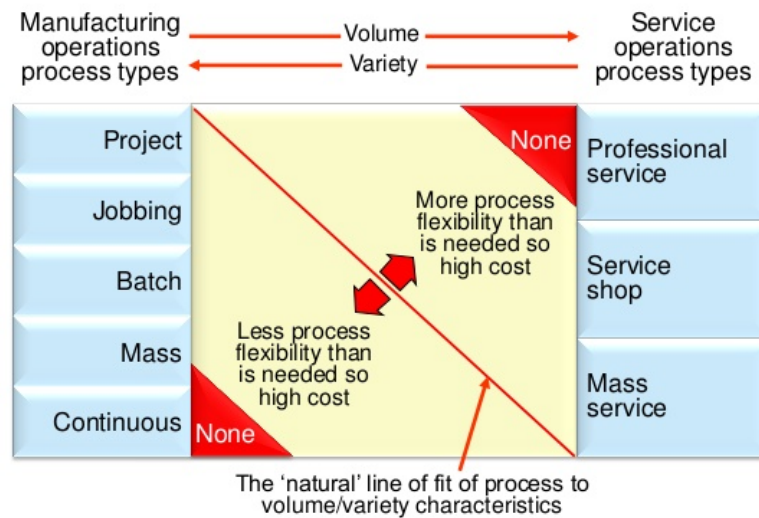 Manufacturing
operations
process types
Volume
Variety
Service
operations
process types
Project
Jobbing
Batch
Mass
Continuous
None
More process
flexibility than
is needed so
high cost
Less process
flexibility than
is needed so
high cost
None
Professional
service
Service
shop
Mass
service
The ‘natural’ line of fit of process to
volume/variety characteristics